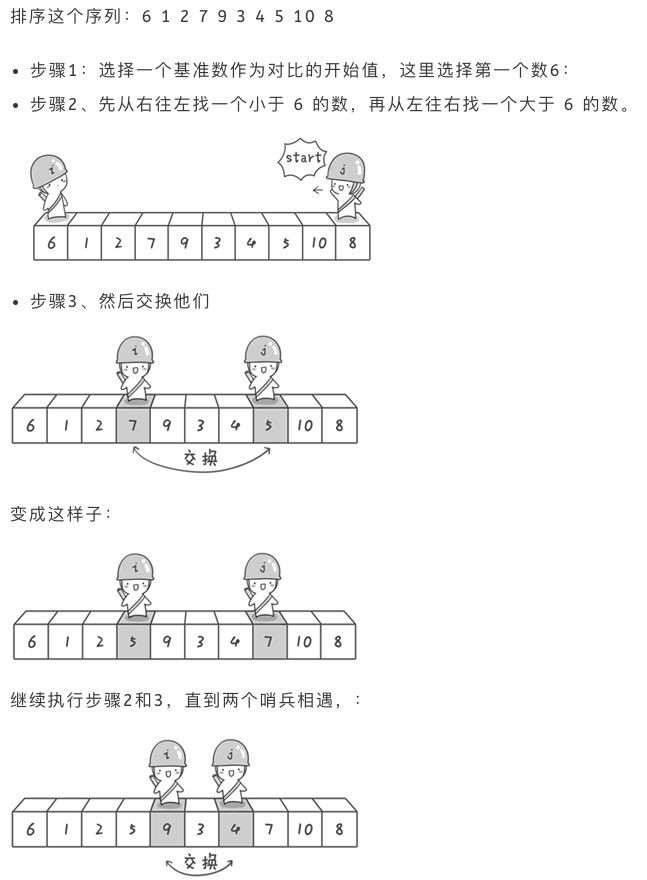 排序这个序列：6 1 2 7 9 3 4 5 10 8
• 步骤1：选择一个基准数作为对比的开始值，这里选择第一个数6：
• 步骤2、先从右往左找一个小于 6 的数，再从左往右找一个大于 6 的数。
start
i j
6 1 2 7 9 3 4 5 10 8
• 步骤3、然后交换他们
i j
6 1 2 7 9 3 4 5 10 8
交换
变成这样子：
i j
6 1 2 5 9 3 4 7 10 8
继续执行步骤2和3，直到两个哨兵相遇，：
i j
6 1 2 5 9 3 4 7 10 8
交换